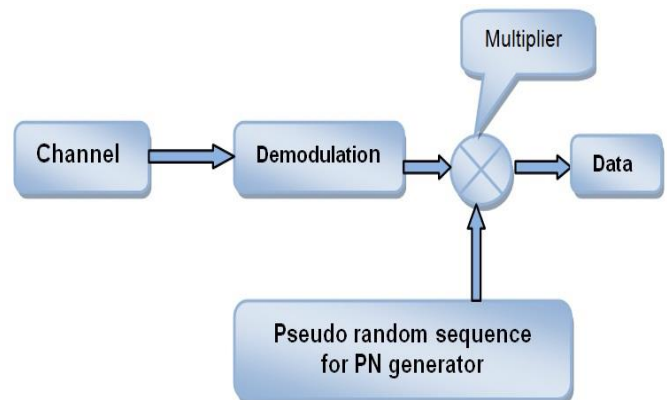 Multiplier
Channel
Demodulation
Data
Pseudo random sequence
for PN generator